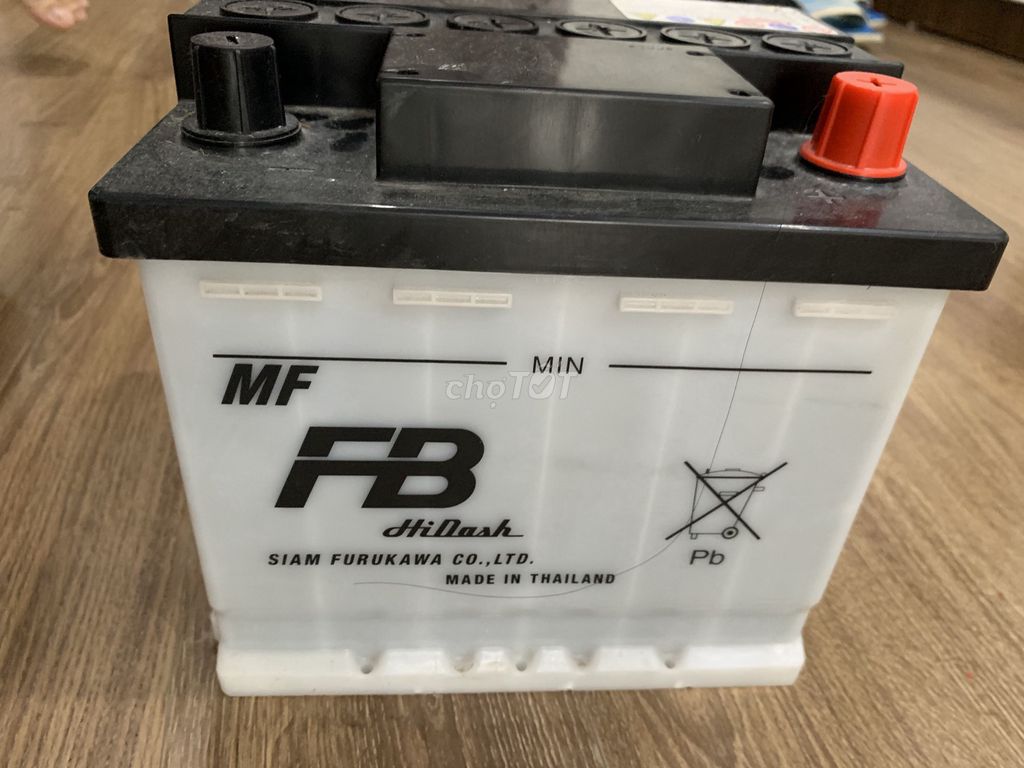 MIN
MF
chợTỐT
FB
HiDash
SIAM FURUKAWA CO.,LTD.
MADE IN THAILAND
Pb